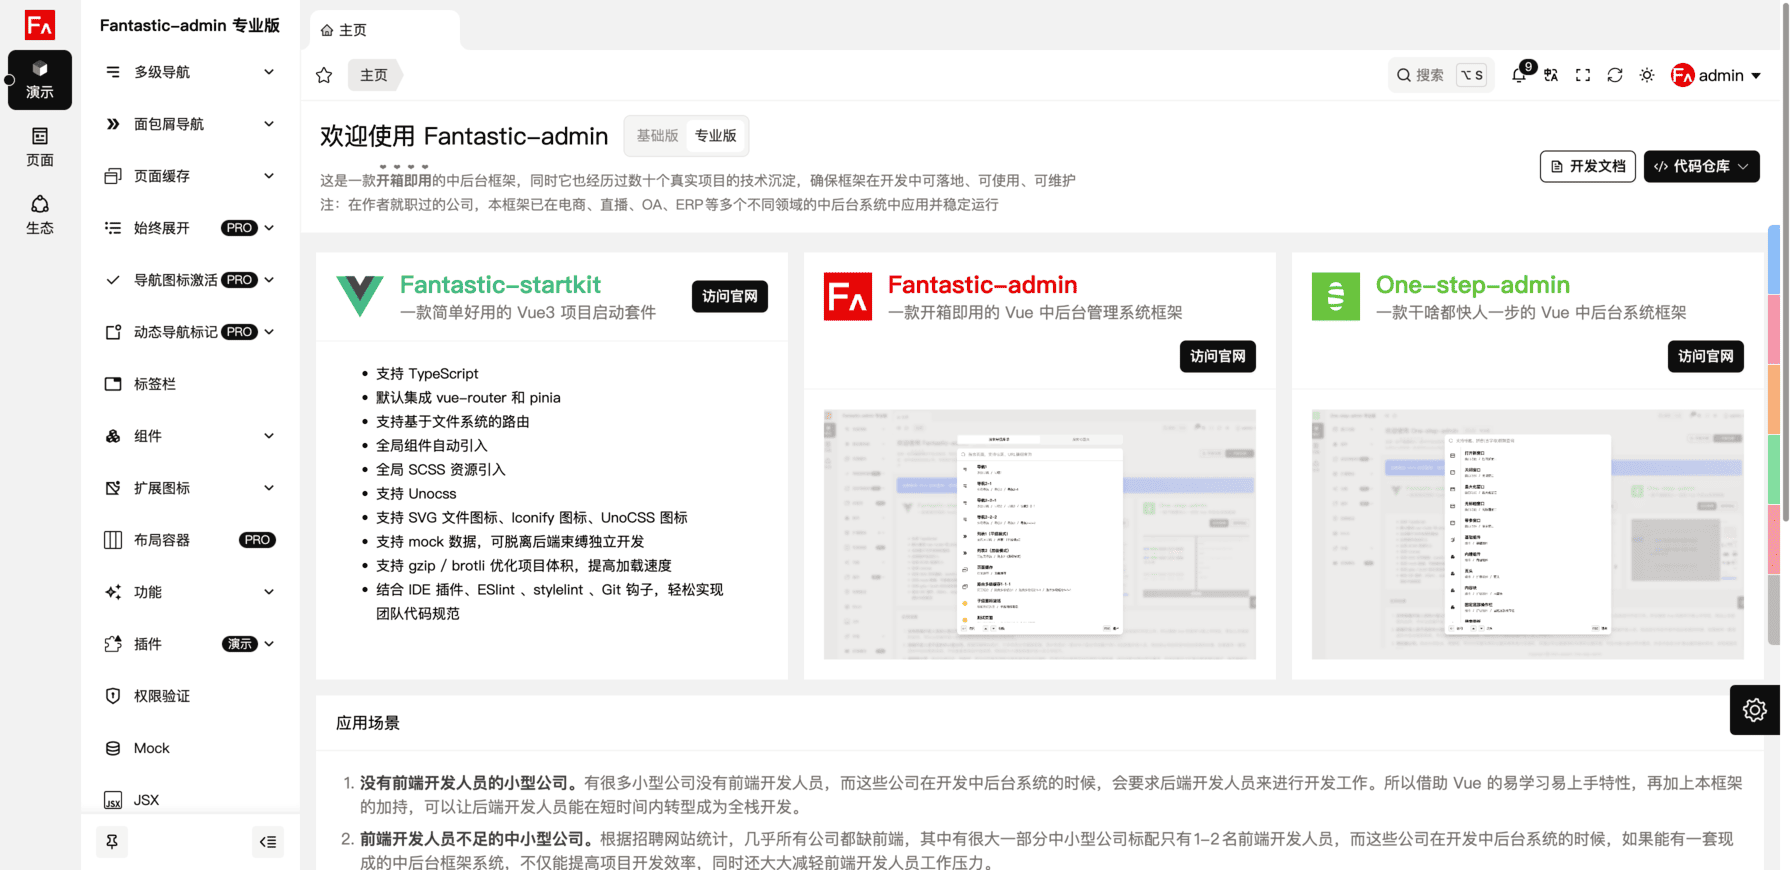 Fantastic-admin 专业版
演示
页面
生态
多级导航
面包屑导航
页面缓存
始终展开 PRO
导航图标激活 PRO
动态导航标记 PRO
标签栏
组件
扩展图标
布局容器 PRO
功能
插件 演示
权限验证
Mock
JSX
主页
主页
搜索 ⌥ S
9
admin
欢迎使用 Fantastic-admin
基础版 专业版
这是一款开箱即用的中后台框架，同时它也经历过数十个真实项目的技术沉淀，确保框架在开发中可落地、可使用、可维护
注：在作者就职过的公司，本框架已在电商、直播、OA、ERP等多个不同领域的中后台系统中应用并稳定运行
开发文档
代码仓库
Fantastic-startkit
一款简单好用的 Vue3 项目启动套件
访问官网
• 支持 TypeScript
• 默认集成 vue-router 和 pinia
• 支持基于文件系统的路由
• 全局组件自动引入
• 全局 SCSS 资源引入
• 支持 Unocss
• 支持 SVG 文件图标、Iconify 图标、UnoCSS 图标
• 支持 mock 数据，可脱离后端束缚独立开发
• 支持 gzip / brotli 优化项目体积，提高加载速度
• 结合 IDE 插件、ESlint 、stylelint 、Git 钩子，轻松实现
团队代码规范
Fantastic-admin
一款开箱即用的 Vue 中后台管理系统框架
访问官网
One-step-admin
一款干啥都快人一步的 Vue 中后台系统框架
访问官网
应用场景
1. 没有前端开发人员的小型公司。有很多小型公司没有前端开发人员，而这些公司在开发中后台系统的时候，会要求后端开发人员来进行开发工作。所以借助 Vue 的易学习易上手特性，再加上本框架
的加持，可以让后端开发人员能在短时间内转型成为全栈开发。
2. 前端开发人员不足的中小型公司。根据招聘网站统计，几乎所有公司都缺前端，其中有很大一部分中小型公司标配只有1-2名前端开发人员，而这些公司在开发中后台系统的时候，如果能有一套现
成的中后台框架系统，不仅能提高项目开发效率，同时还大大减轻前端开发人员工作压力。